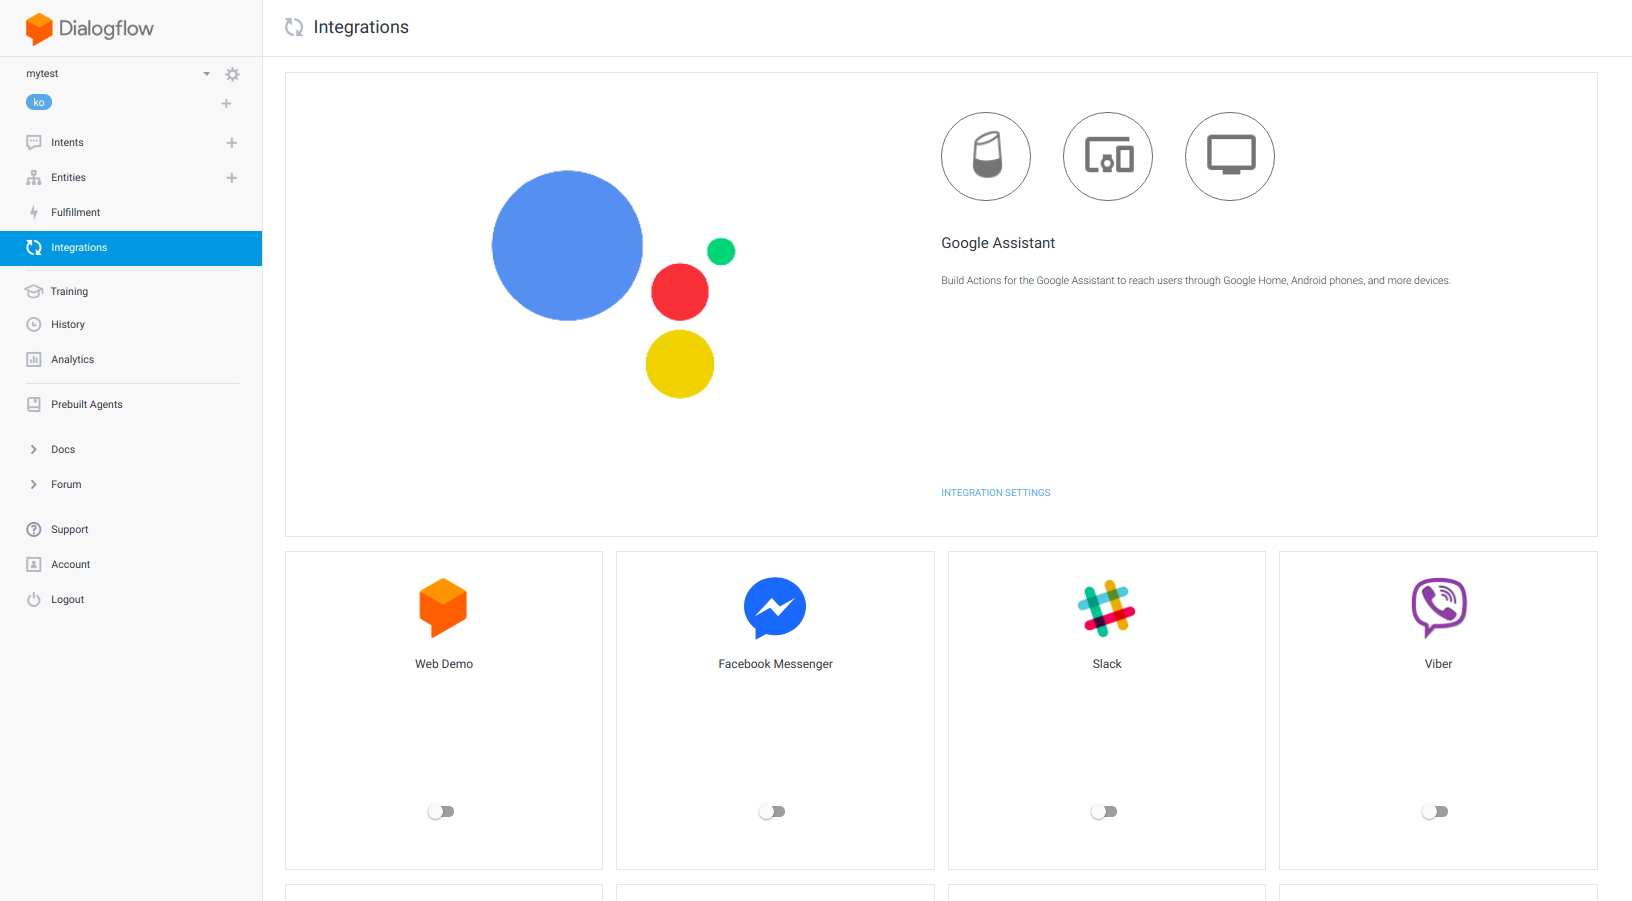 Dialogflow
Integrations
mytest
ko
Intents
Entities
Fulfillment
Integrations
Training
History
Analytics
Prebuilt Agents
Docs
Forum
Support
Account
Logout
Google Assistant
Build Actions for the Google Assistant to reach users through Google Home, Android phones, and more devices.
INTEGRATION SETTINGS
Web Demo
Facebook Messenger
Slack
Viber